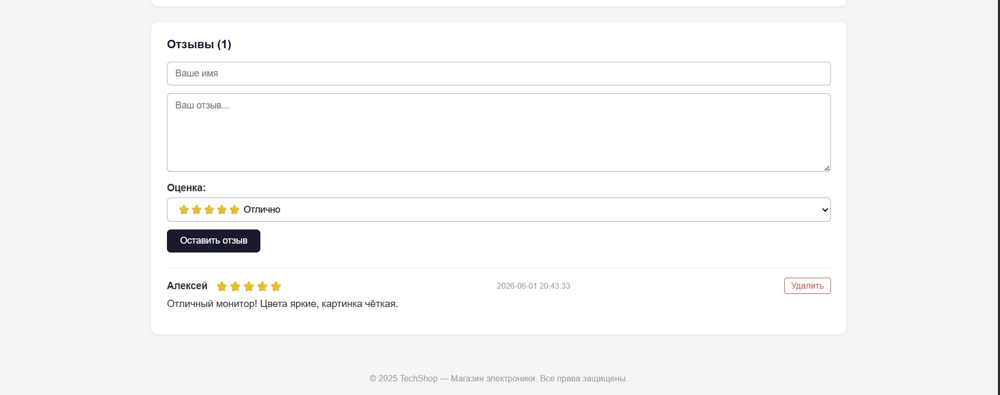 Отзывы (1)
Ваше имя
Ваш отзыв...
Оценка:
⭐⭐⭐⭐⭐ Отлично
Оставить отзыв
Алексей ⭐⭐⭐⭐⭐ 2026-06-01 20:43:33 Удалить
Отличный монитор! Цвета яркие, картинка чёткая.
© 2025 TechShop — Магазин электроники. Все права защищены.